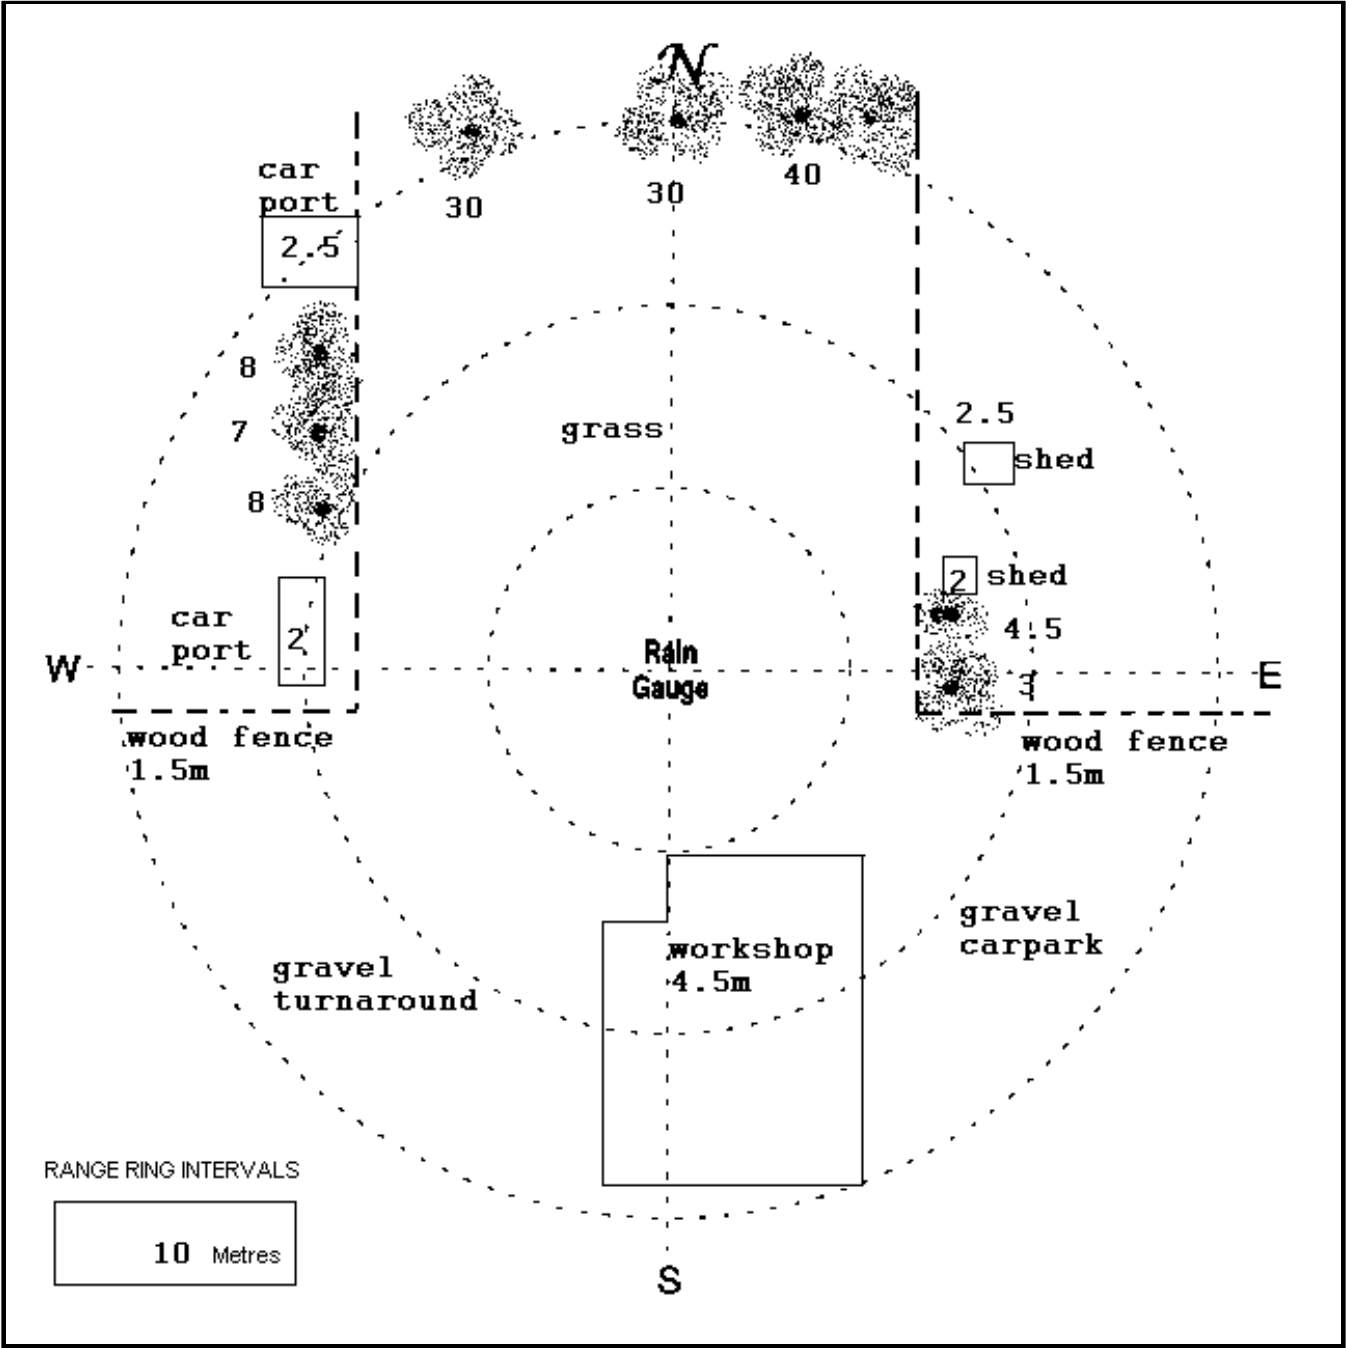 N
car
port
2.5
30
30
40
8
7
8
grass
2.5
shed
2
shed
4.5
3
car
port
2
W
Rain
Gauge
E
wood fence
1.5m
wood fence
1.5m
gravel
turnaround
workshop
4.5m
gravel
carpark
RANGE RING INTERVALS
10 Metres
S